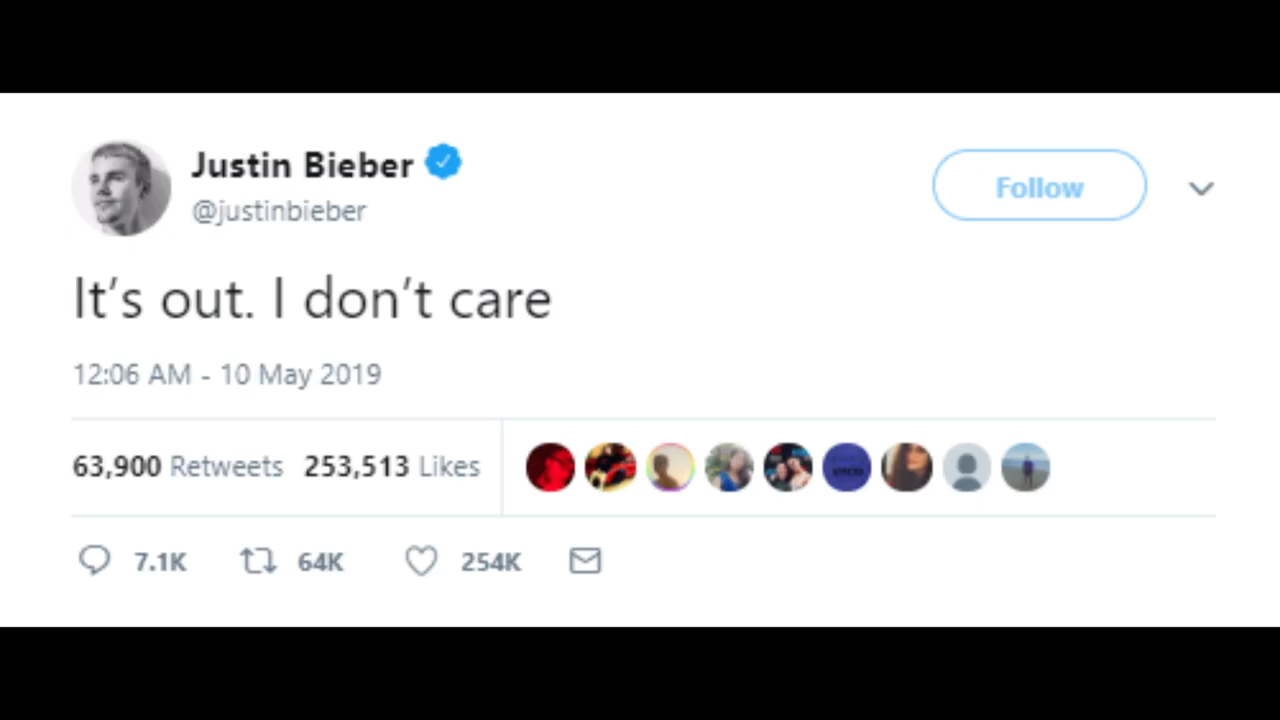 Justin Bieber
@justinbieber
Follow
It’s out. I don’t care
12:06 AM - 10 May 2019
63,900 Retweets 253,513 Likes
7.1K 64K 254K